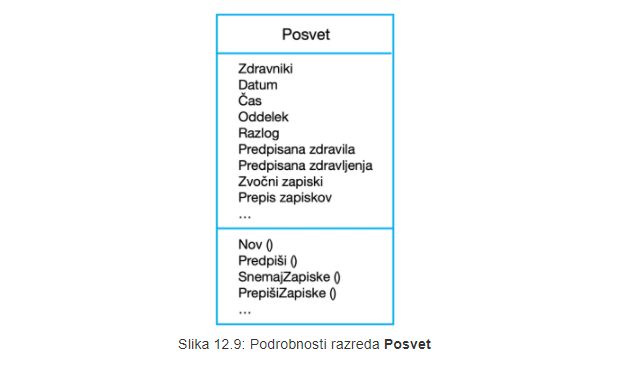 Posvet
Zdravniki
Datum
Čas
Oddelek
Razlog
Predpisana zdravila
Predpisana zdravljenja
Zvočni zapiski
Prepis zapiskov
...
Nov ()
Predpiši ()
SnemajZapiske ()
PrepišiZapiske ()
...
Slika 12.9: Podrobnosti razreda Posvet